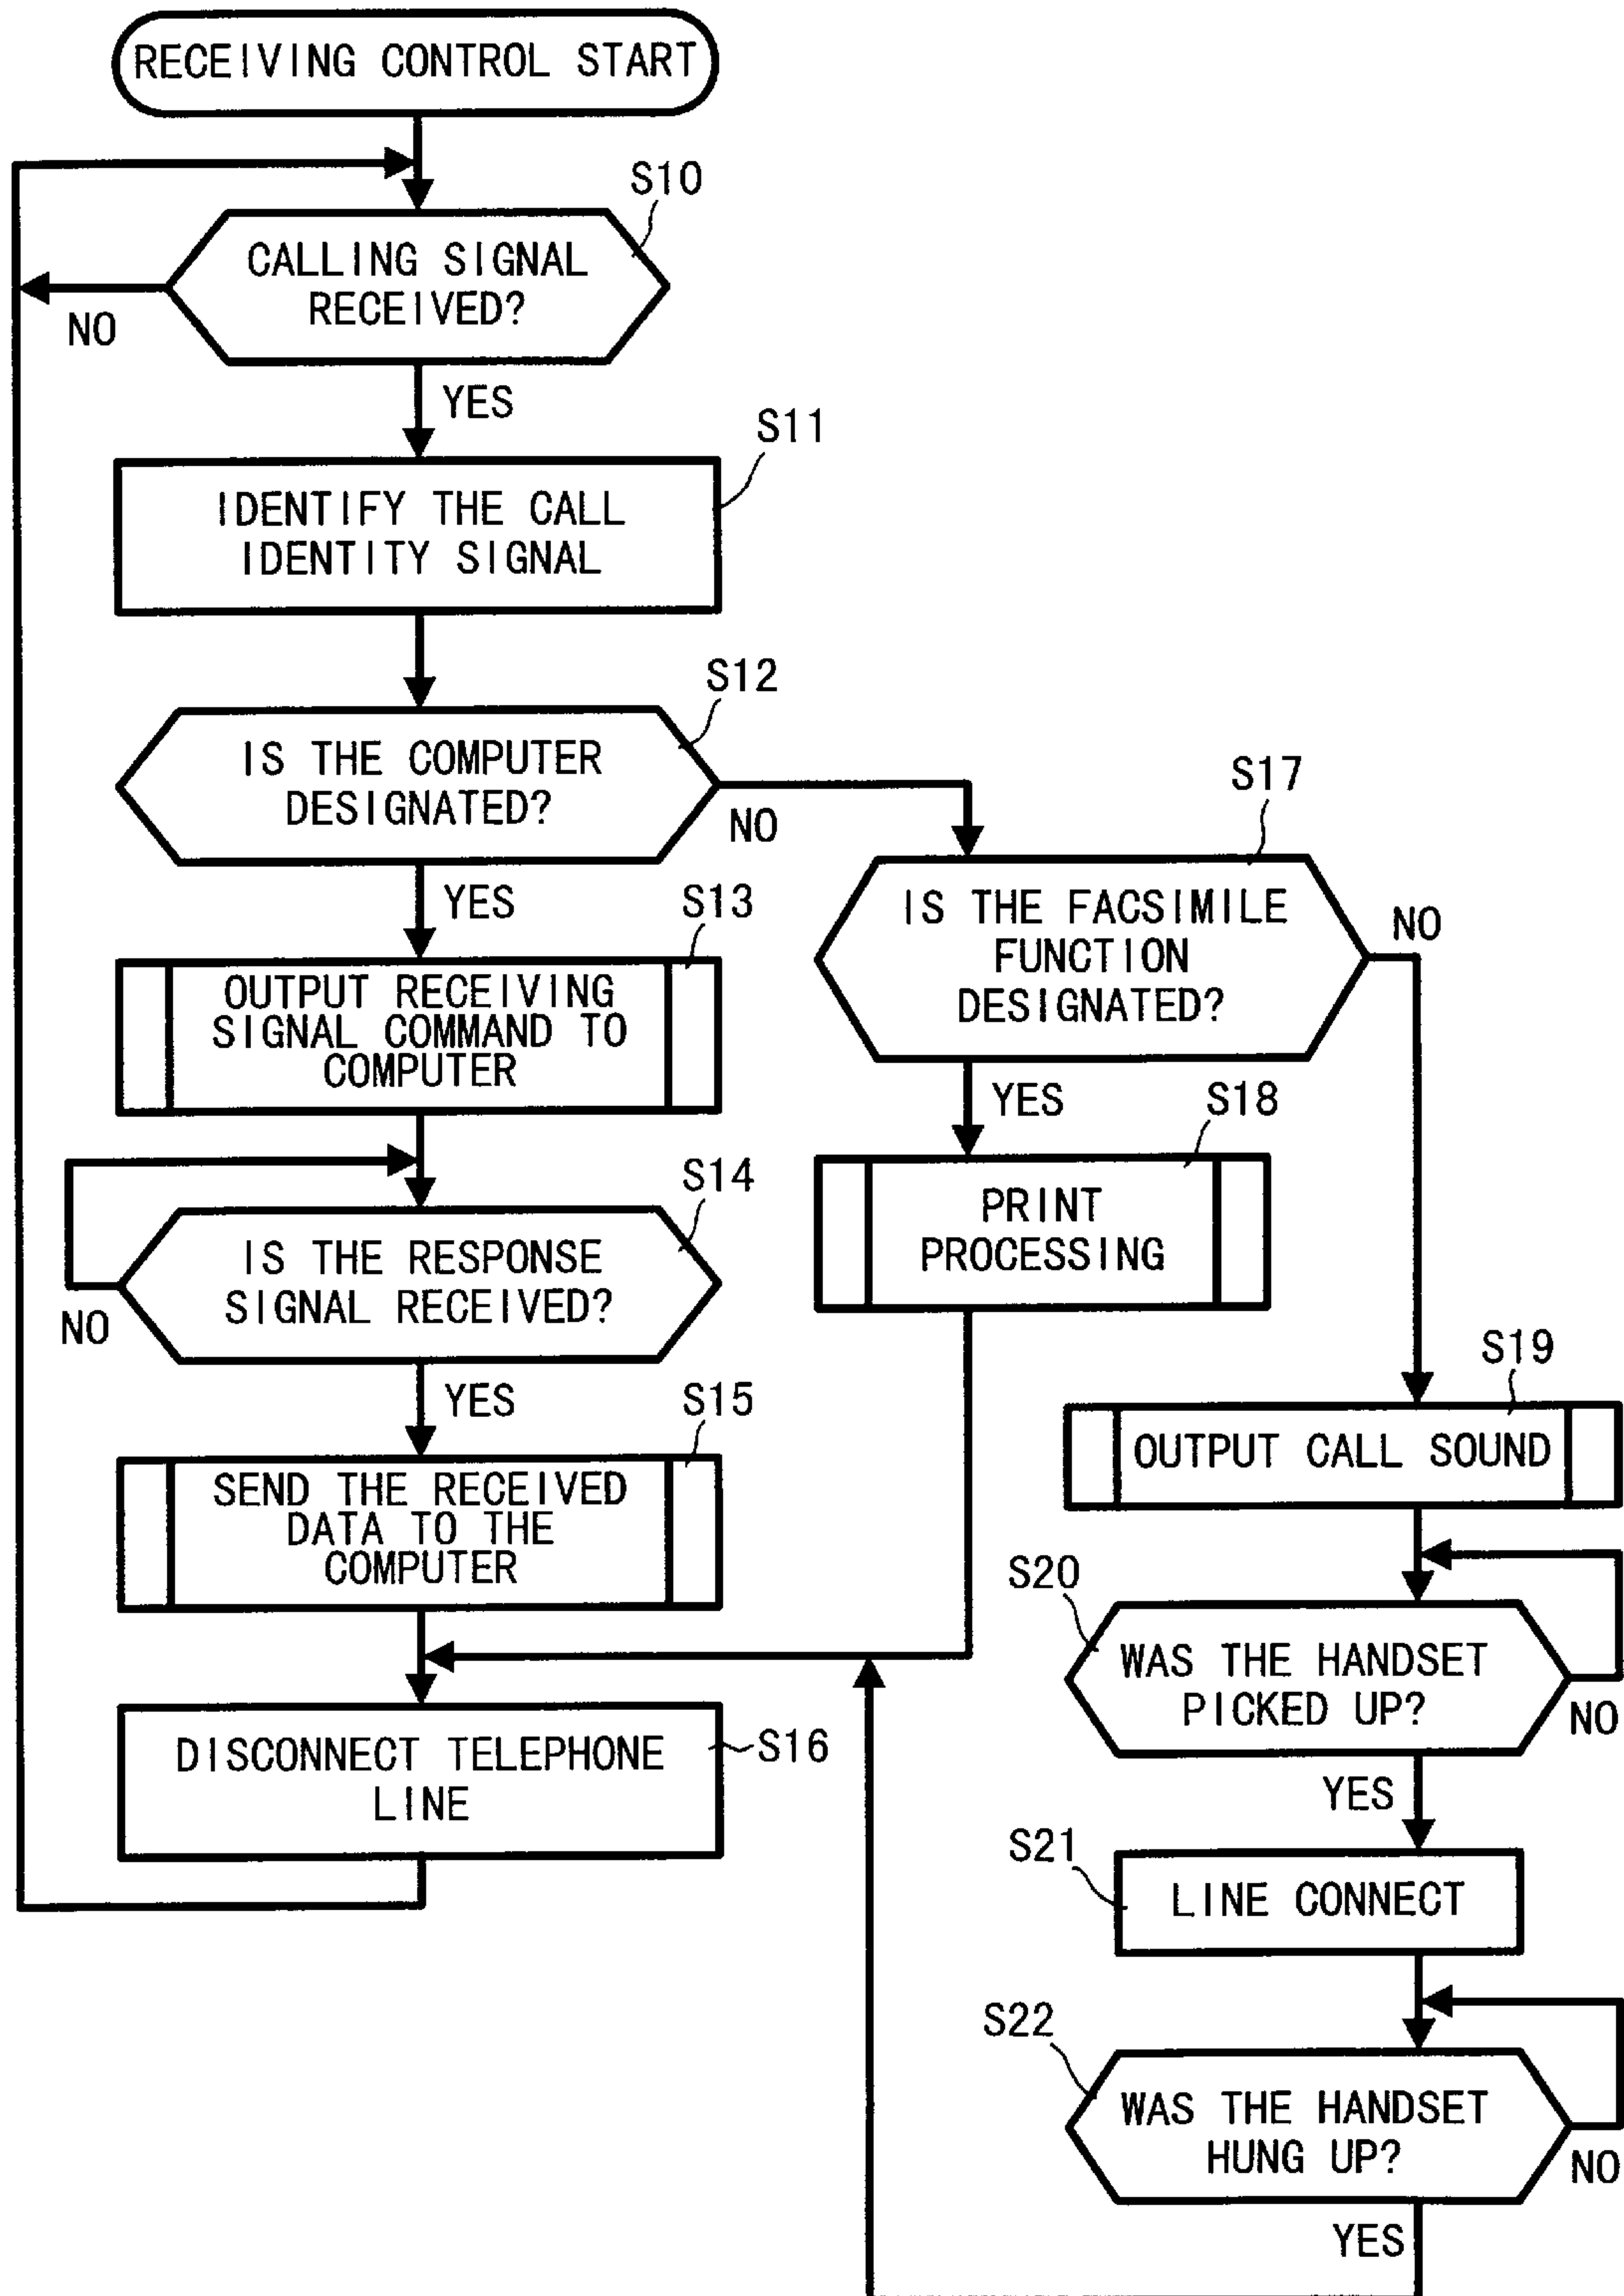 RECEIVING CONTROL START
S10
CALLING SIGNAL
RECEIVED?
NO
YES
S11
IDENTIFY THE CALL
IDENTITY SIGNAL
S12
IS THE COMPUTER
DESIGNATED?
NO
YES
S13
OUTPUT RECEIVING
SIGNAL COMMAND TO
COMPUTER
S14
IS THE RESPONSE
SIGNAL RECEIVED?
NO
YES
S15
SEND THE RECEIVED
DATA TO THE
COMPUTER
DISCONNECT TELEPHONE
LINE
S16
S17
IS THE FACSIMILE
FUNCTION
DESIGNATED?
NO
YES
S18
PRINT
PROCESSING
S19
OUTPUT CALL SOUND
S20
WAS THE HANDSET
PICKED UP?
NO
YES
S21
LINE CONNECT
S22
WAS THE HANDSET
HUNG UP?
NO
YES